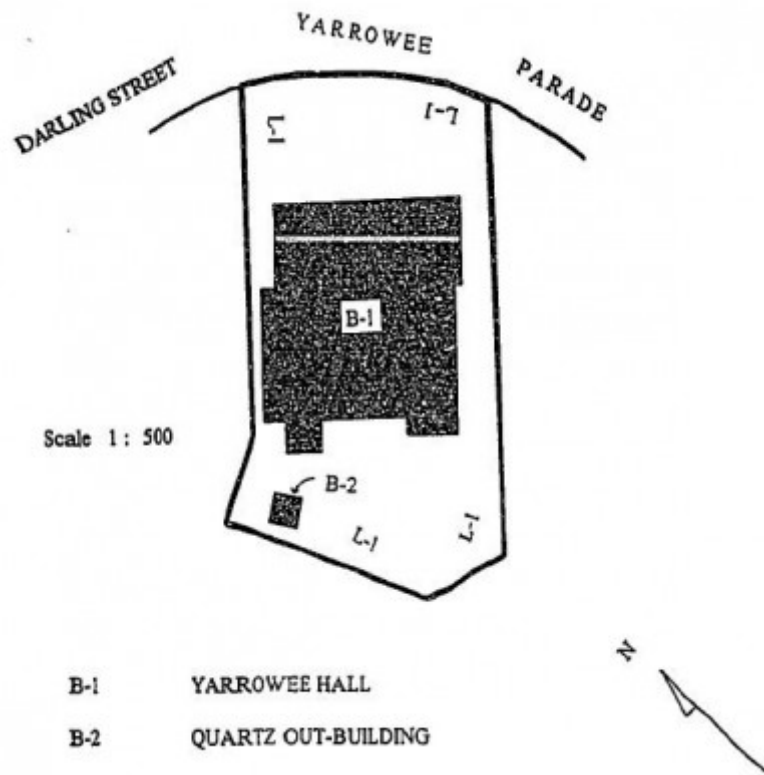 YARROWEE
DARLING STREET
PARADE
L-1
L-1
B-1
Scale 1 : 500
B-2
L-1
L-1
N
B-1 YARROWEE HALL
B-2 QUARTZ OUT-BUILDING